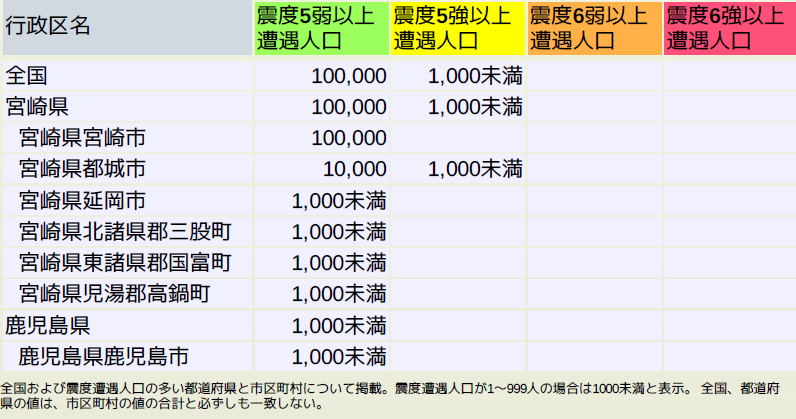 行政区名 震度5弱以上 震度5強以上 震度6弱以上 震度6強以上
遭遇人口 遭遇人口 遭遇人口 遭遇人口
全国 100,000 1,000未満
宮崎県 100,000 1,000未満
宮崎県宮崎市 100,000
宮崎県都城市 10,000 1,000未満
宮崎県延岡市 1,000未満
宮崎県北諸県郡三股町 1,000未満
宮崎県東諸県郡国富町 1,000未満
宮崎県児湯郡高鍋町 1,000未満
鹿児島県 1,000未満
鹿児島県鹿児島市 1,000未満
全国および震度遭遇人口の多い都道府県と市区町村について掲載。震度遭遇人口が1～999人の場合は1000未満と表示。 全国、都道府
県の値は、市区町村の値の合計と必ずしも一致しない。